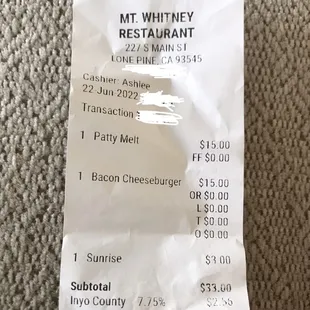 MT. WHITNEY
RESTAURANT
227 S MAIN ST
LONE PINE, CA 93545
Cashier: Ashlee
22 Jun 2022
Transaction
1 Patty Melt $15.00
FF $0.00
1 Bacon Cheeseburger $15.00
OR $0.00
L $0.00
T $0.00
O $0.00
1 Sunrise $3.00
Subtotal $33.00
Inyo County 7.75%